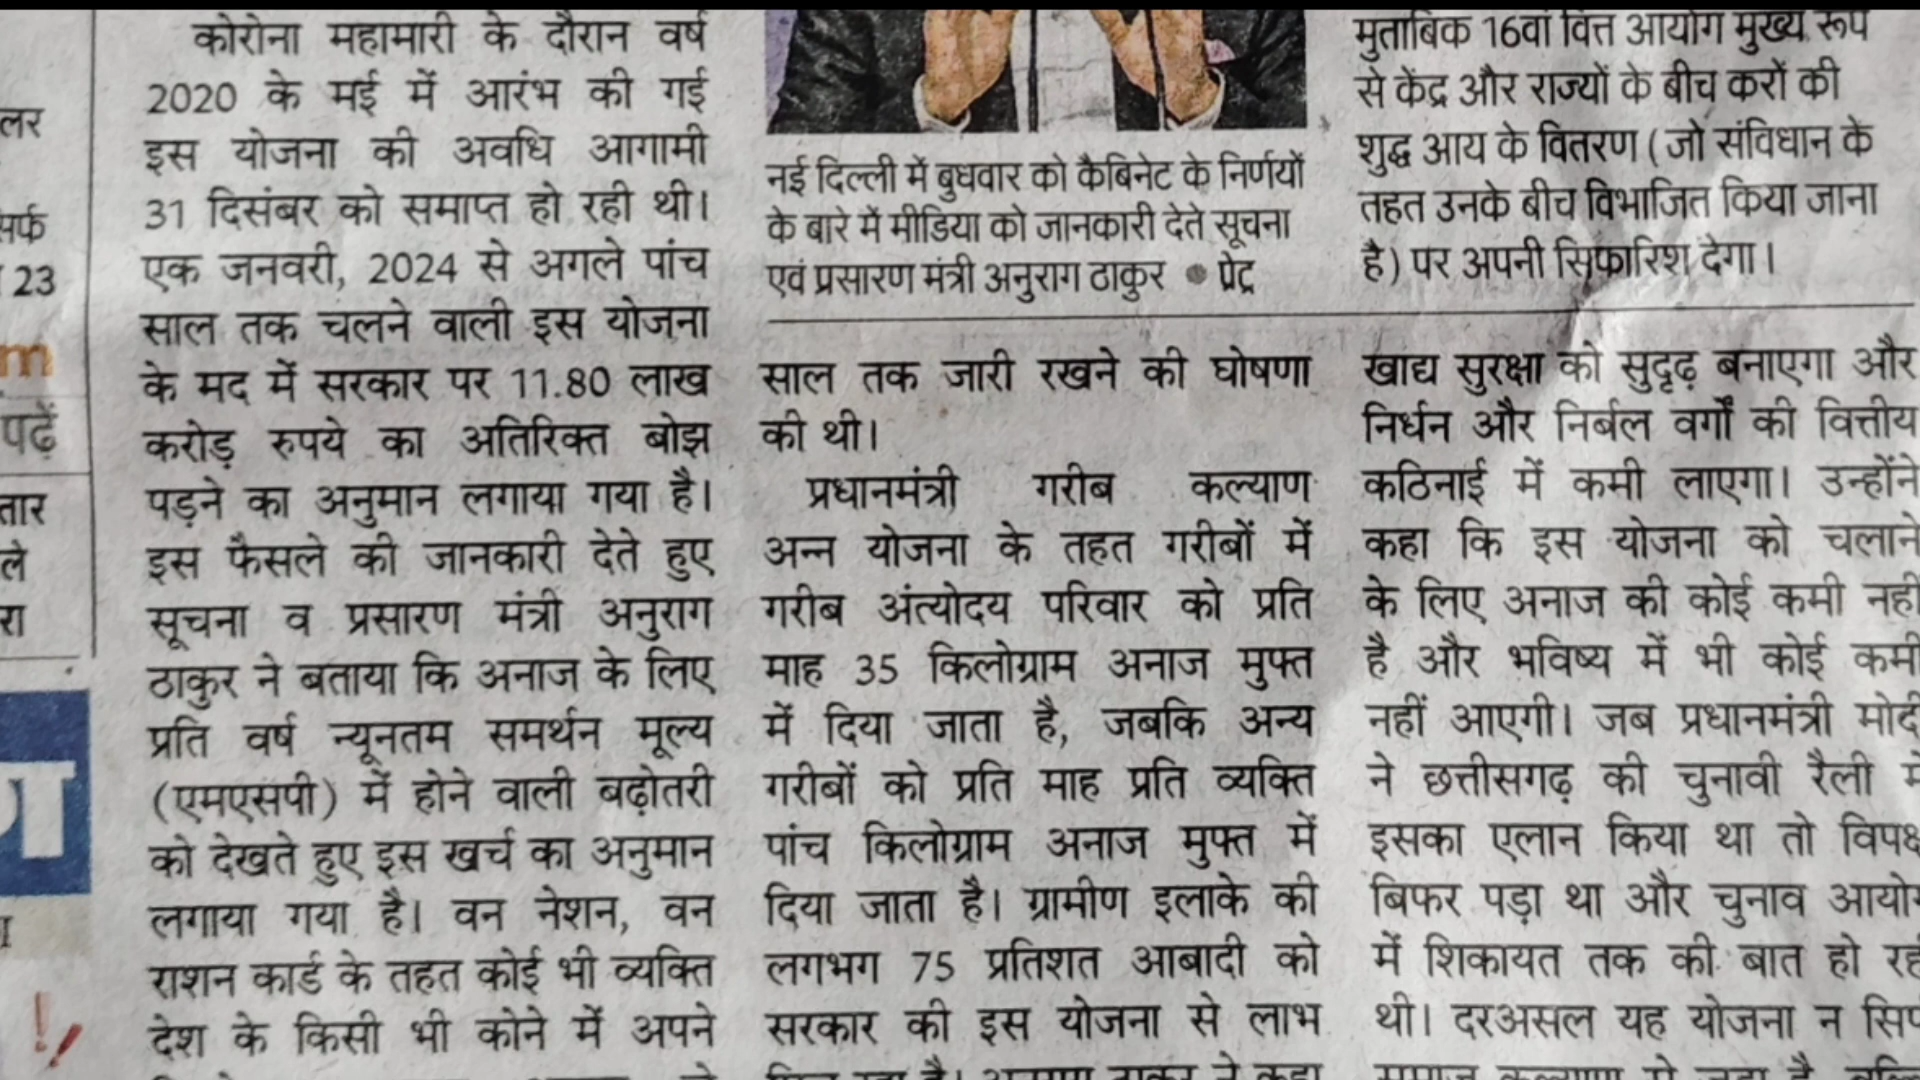 लर
सर्फ
23
m
पढ़ें
तार
ले
रा
कोरोना महामारी के दौरान वर्ष
2020 के मई में आरंभ की गई
इस योजना की अवधि आगामी
31 दिसंबर को समाप्त हो रही थी।
एक जनवरी, 2024 से अगले पांच
साल तक चलने वाली इस योजना
के मद में सरकार पर 11.80 लाख
करोड़ रुपये का अतिरिक्त बोझ
पड़ने का अनुमान लगाया गया है।
इस फैसले की जानकारी देते हुए
सूचना व प्रसारण मंत्री अनुराग
ठाकुर ने बताया कि अनाज के लिए
प्रति वर्ष न्यूनतम समर्थन मूल्य
(एमएसपी) में होने वाली बढ़ोतरी
को देखते हुए इस खर्च का अनुमान
लगाया गया है। वन नेशन, वन
राशन कार्ड के तहत कोई भी व्यक्ति
देश के किसी भी कोने में अपने
नई दिल्ली में बुधवार को कैबिनेट के निर्णयों
के बारे में मीडिया को जानकारी देते सूचना
एवं प्रसारण मंत्री अनुराग ठाकुर ● प्रेट्र
साल तक जारी रखने की घोषणा
की थी।
प्रधानमंत्री गरीब कल्याण
अन्न योजना के तहत गरीबों में
गरीब अंत्योदय परिवार को प्रति
माह 35 किलोग्राम अनाज मुफ्त
में दिया जाता है, जबकि अन्य
गरीबों को प्रति माह प्रति व्यक्ति
पांच किलोग्राम अनाज मुफ्त में
दिया जाता है। ग्रामीण इलाके की
लगभग 75 प्रतिशत आबादी को
सरकार की इस योजना से लाभ
मुताबिक 16वां वित्त आयोग मुख्य रूप
से केंद्र और राज्यों के बीच करों की
शुद्ध आय के वितरण (जो संविधान के
तहत उनके बीच विभाजित किया जाना
है) पर अपनी सिफारिश देगा।
खाद्य सुरक्षा को सुदृढ़ बनाएगा और
निर्धन और निर्बल वर्गों की वित्तीय
कठिनाई में कमी लाएगा। उन्होंने
कहा कि इस योजना को चलाने
के लिए अनाज की कोई कमी नहीं
है और भविष्य में भी कोई कमी
नहीं आएगी। जब प्रधानमंत्री मोदी
ने छत्तीसगढ़ की चुनावी रैली में
इसका एलान किया था तो विपक्ष
बिफर पड़ा था और चुनाव आयो
में शिकायत तक की बात हो रही
थी। दरअसल यह योजना न सिर्फ